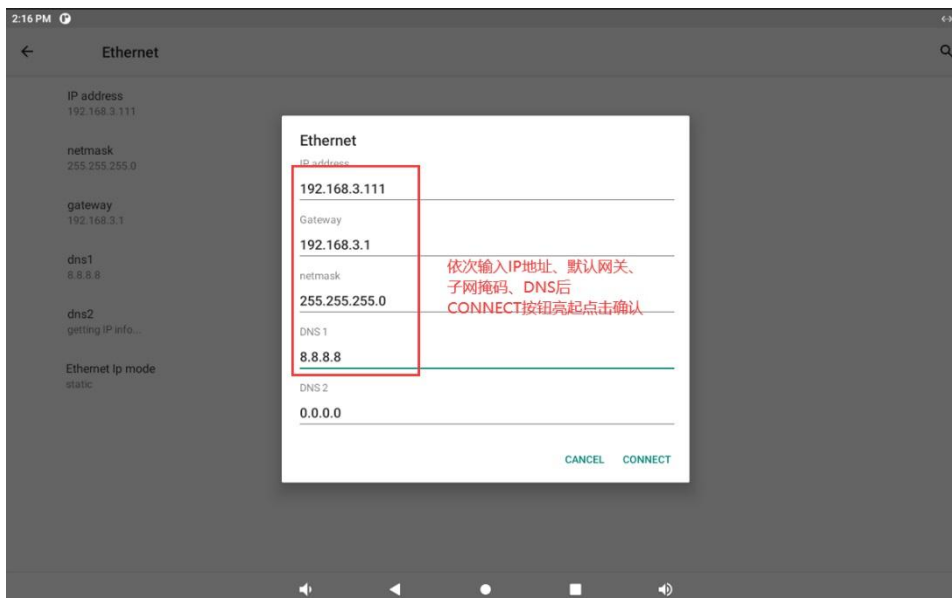 2:16 PM
Ethernet
IP address
192.168.3.111
netmask
255.255.255.0
gateway
192.168.3.1
dns1
8.8.8.8
dns2
getting IP info...
Ethernet Ip mode
static
Ethernet
IP address
192.168.3.111
Gateway
192.168.3.1
netmask
255.255.255.0
DNS 1
8.8.8.8
DNS 2
0.0.0.0
依次输入IP地址、默认网关、
子网掩码、DNS后
CONNECT按钮亮起点击确认
CANCEL CONNECT